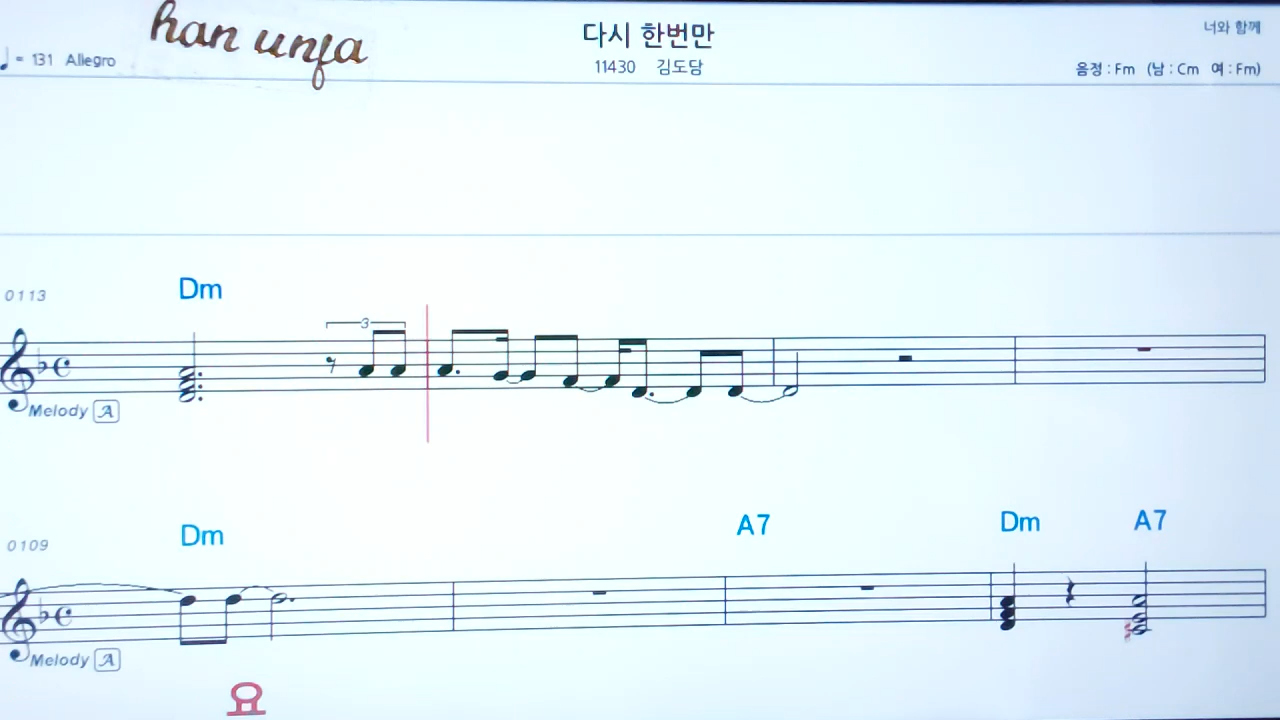 han unfa
다시 한번만
너와 함께
♩= 131 Allegro
11430 김도담
음정 : Fm (남 : Cm 여 : Fm)
Dm
0113
3
Melody A
Dm A7 Dm A7
0109
Melody A
요